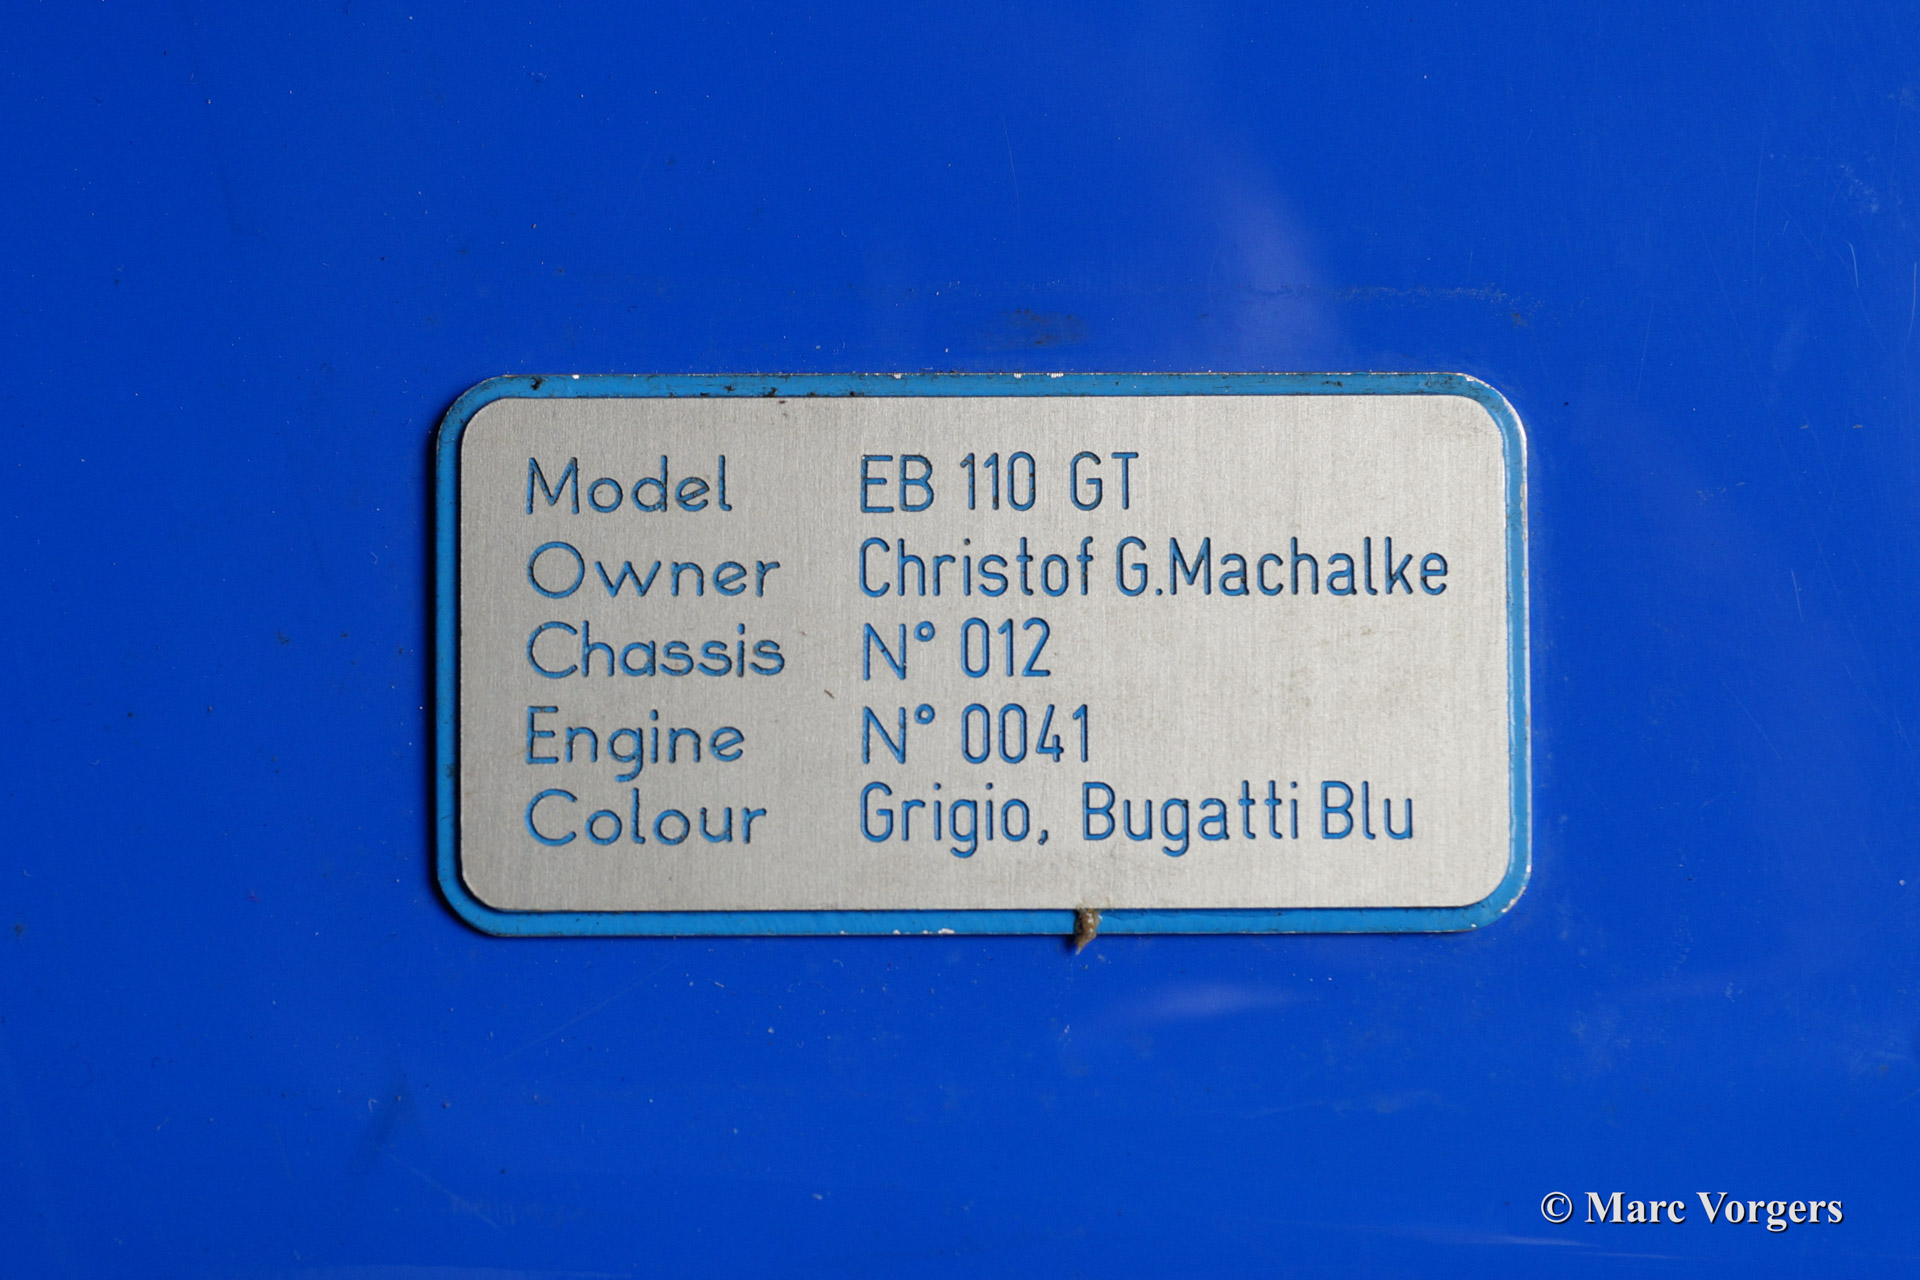 Model EB 110 GT
Owner Christof G.Machalke
Chassis N° 012
Engine N° 0041
Colour Grigio, Bugatti Blu
© Marc Vorgers